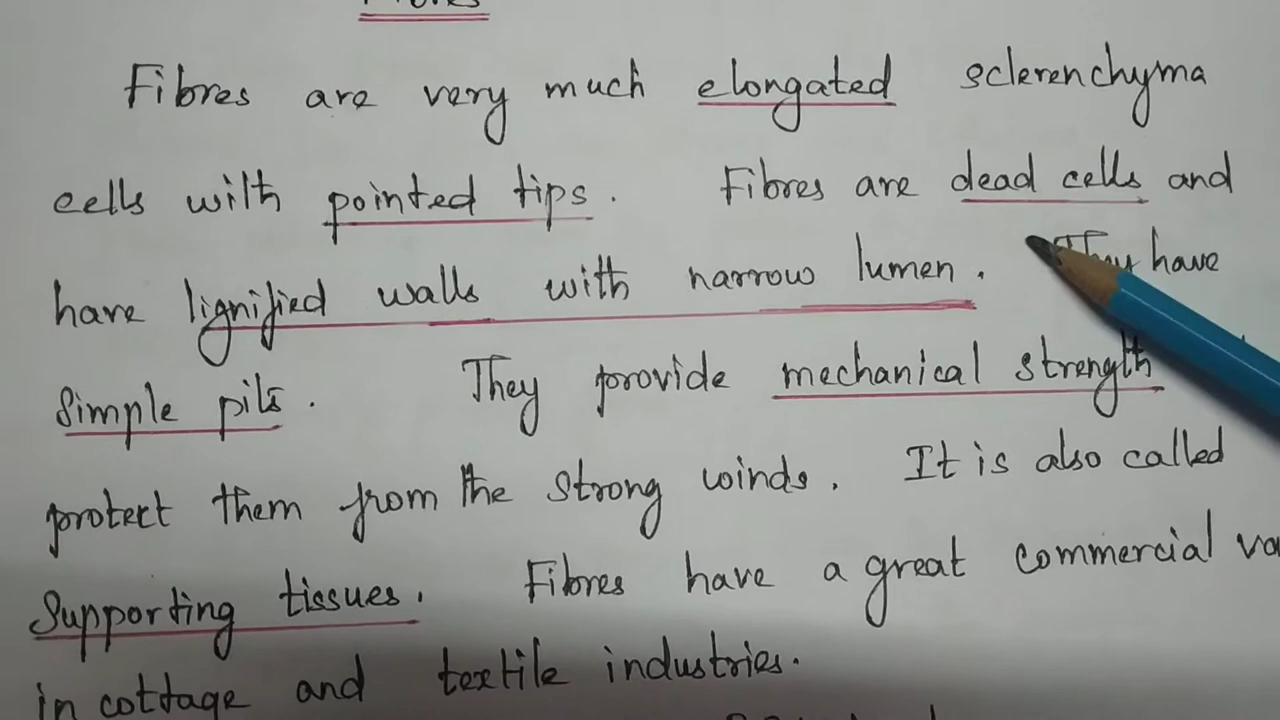 Fibres are very much elongated sclerenchyma
cells with pointed tips. Fibres are dead cells and
have lignified walls with narrow lumen. They have
simple pits. They provide mechanical strength
protect them from the strong winds. It is also called
Supporting tissues. Fibres have a great commercial
in cottage and textile industries.